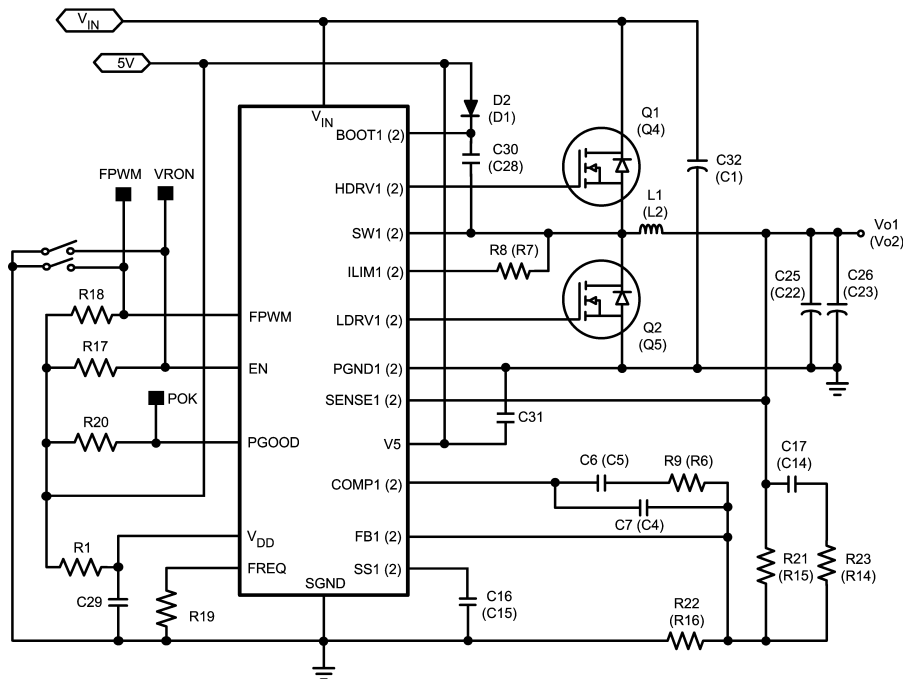 VIN
5V
D2
(D1)
Q1
(Q4)
VIN
BOOT1 (2)
C30
(C28)
C32
(C1)
FPWM VRON
HDRV1 (2)
L1
(L2)
Vo1
(Vo2)
SW1 (2)
R8 (R7)
ILIM1 (2)
C25
(C22)
C26
(C23)
R18
FPWM
LDRV1 (2)
Q2
(Q5)
R17
EN
PGND1 (2)
POK
SENSE1 (2)
C31
R20
PGOOD
V5
C17
(C14)
C6 (C5)
R9 (R6)
COMP1 (2)
C7 (C4)
R1
VDD
FB1 (2)
R21
(R15)
R23
(R14)
FREQ
SS1 (2)
SGND
C29
R19
C16
(C15)
R22
(R16)